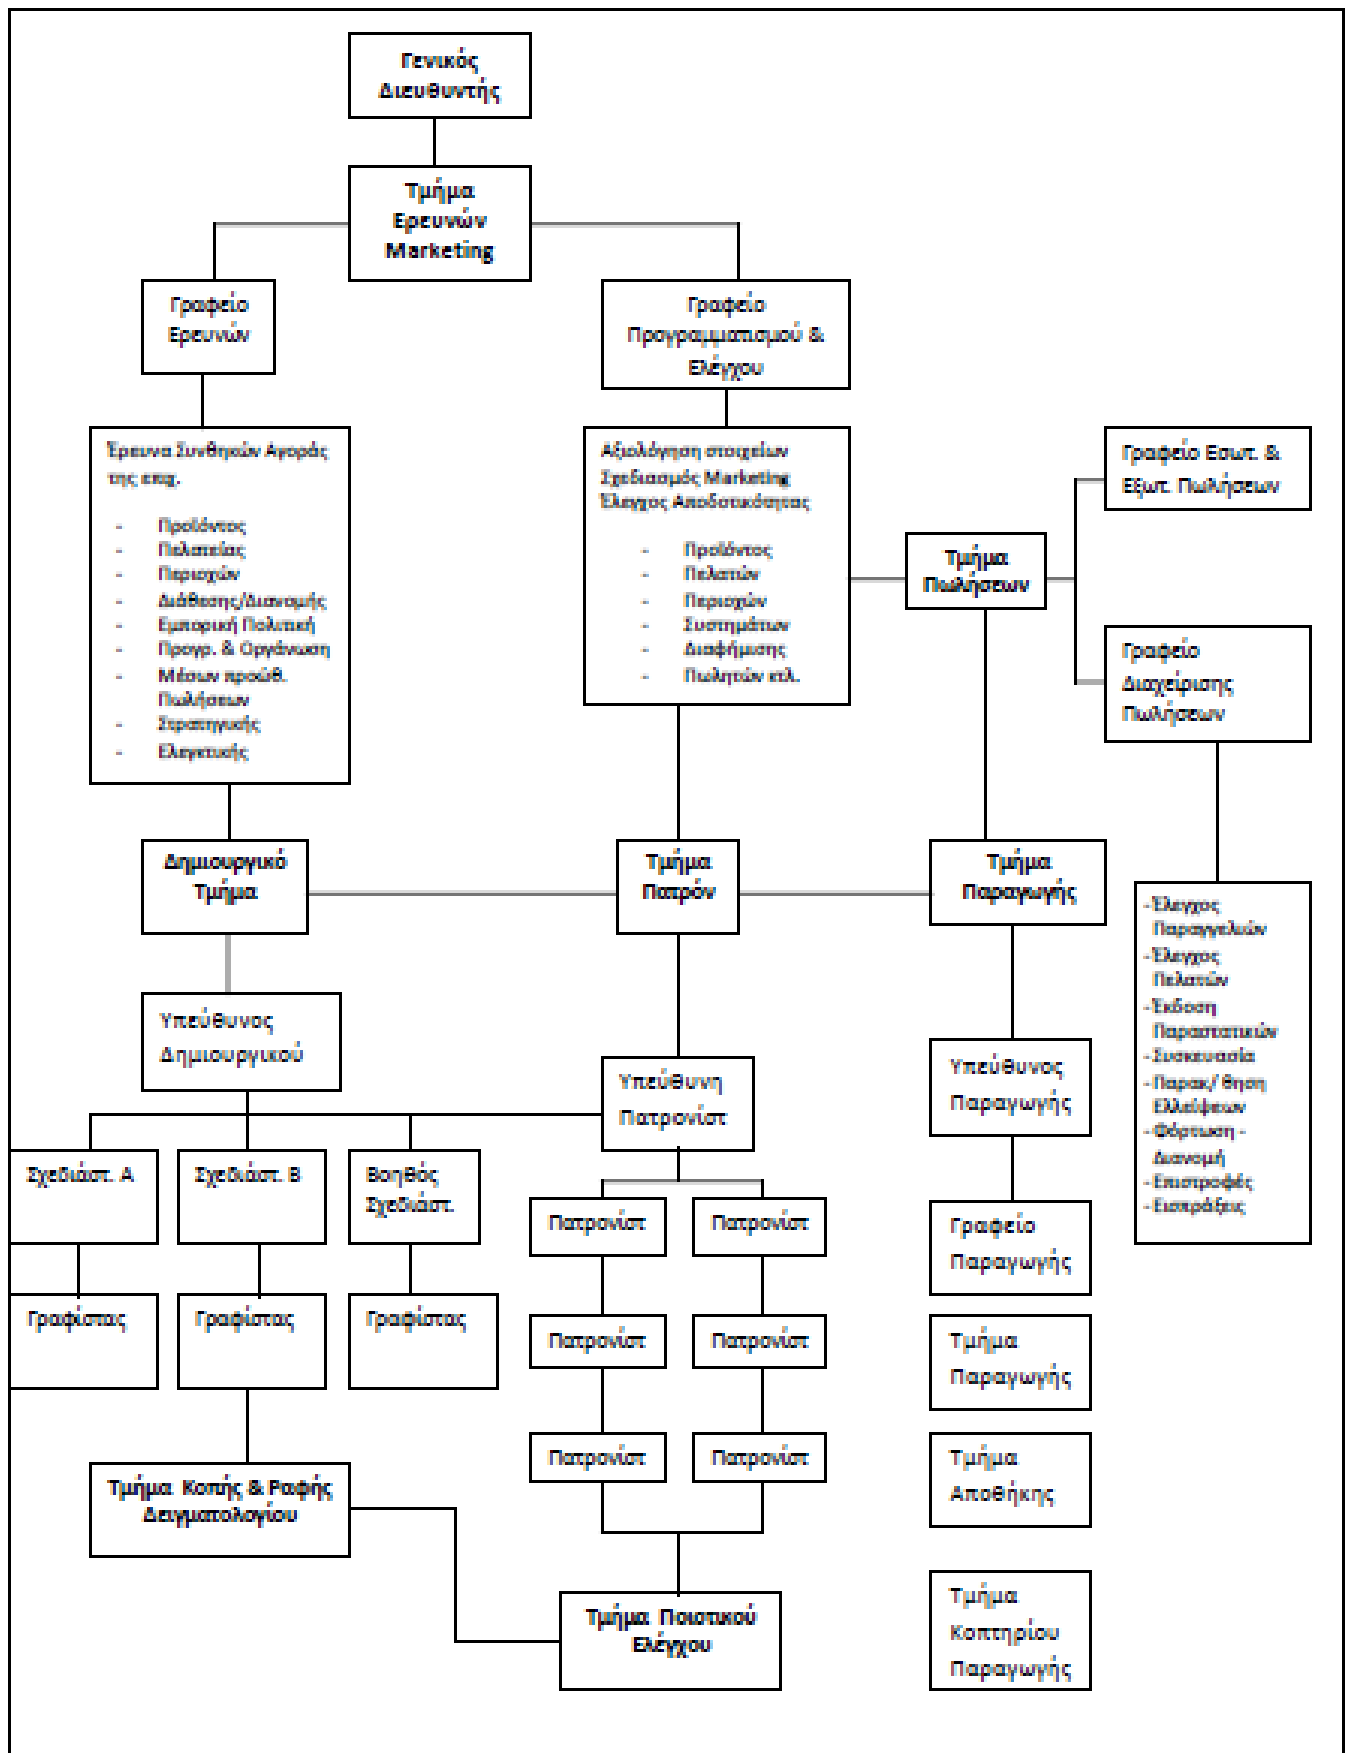 Γενικός
Διευθυντής
Τμήμα
Ερευνών
Marketing
Γραφείο
Ερευνών
Γραφείο
Προγραμματισμού &
Ελέγχου
Έρευνα Συνθηκών Αγοράς
της επιχ.
- Προϊόντος
- Πελατείας
- Περιοχών
- Διάθεσης/Διανομής
- Εμπορική Πολιτική
- Προγρ. & Οργάνωση
- Μέσων προώθ.
Πωλήσεων
- Στρατηγικής
- Ελεγκτικής
Αξιολόγηση στοιχείων
Σχεδιασμός Marketing
Έλεγχος Αποδοτικότητας
- Προϊόντος
- Πελατών
- Περιοχών
- Συστημάτων
- Διαφήμισης
- Πωλητών κτλ.
Τμήμα
Πωλήσεων
Γραφείο Εσωτ. &
Εξωτ. Πωλήσεων
Γραφείο
Διαχείρισης
Πωλήσεων
Δημιουργικό
Τμήμα
Τμήμα
Πατρόν
Τμήμα
Παραγωγής
- Έλεγχος
Παραγγελιών
- Έλεγχος
Πελατών
- Έκδοση
Παραστατικών
- Συσκευασία
- Παρακ/ θηση
Ελλείψεων
- Φόρτωση -
Διανομή
- Επιστροφές
- Εισπράξεις
Υπεύθυνος
Δημιουργικού
Υπεύθυνη
Πατρονίστ
Υπεύθυνος
Παραγωγής
Σχεδιάστ. Α
Σχεδιάστ. Β
Βοηθός
Σχεδιάστ.
Πατρονίστ
Πατρονίστ
Γραφείο
Παραγωγής
Γραφίστας
Γραφίστας
Γραφίστας
Πατρονίστ
Πατρονίστ
Τμήμα
Παραγωγής
Πατρονίστ
Πατρονίστ
Τμήμα
Αποθήκης
Τμήμα Κοπής & Ραφής
Δειγματολογίου
Τμήμα Ποιοτικού
Ελέγχου
Τμήμα
Κοπτηρίου
Παραγωγής